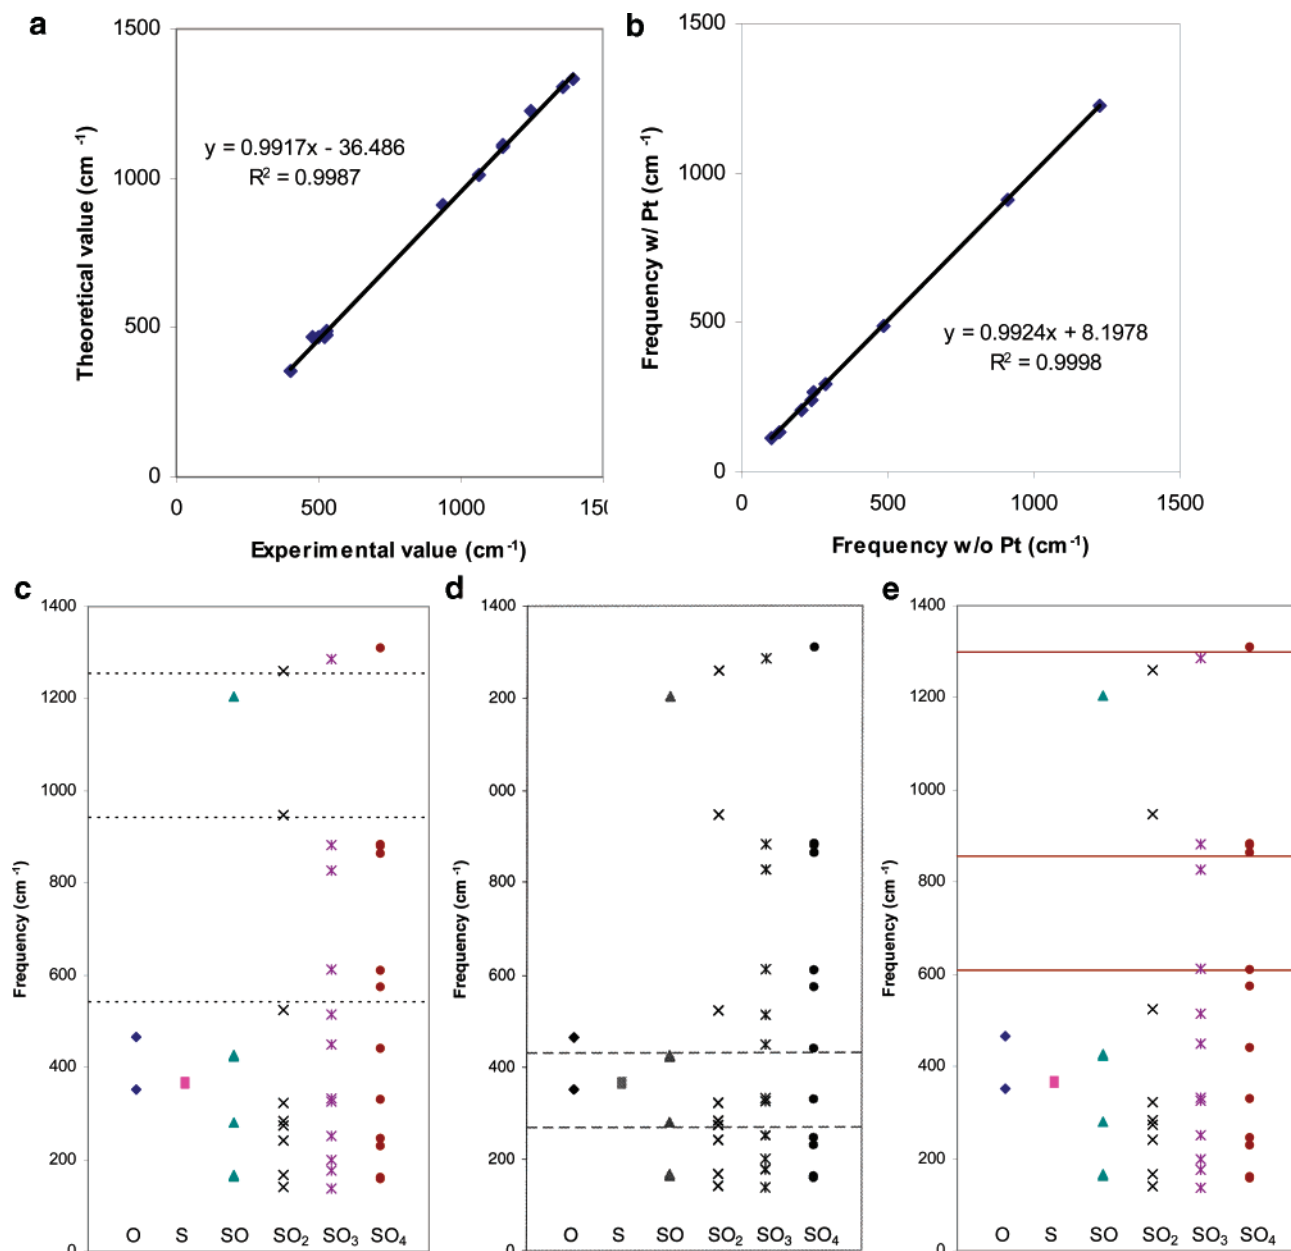 a
1500
1000
500
0
Theoretical value (cm ⁻¹)
y = 0.9917x - 36.486
R² = 0.9987
0 500 1000 150
Experimental value (cm⁻¹)
b
1500
1000
500
0
Frequency w/ Pt (cm ⁻¹)
y = 0.9924x + 8.1978
R² = 0.9998
0 500 1000 1500
Frequency w/o Pt (cm⁻¹)
c
1400
1200
1000
800
600
400
200
0
Frequency (cm⁻¹)
O S SO SO₂ SO₃ SO₄
d
1400
200
000
800
600
400
200
0
Frequency (cm⁻¹)
O S SO SO₂ SO₃ SO₄
e
1400
1200
1000
800
600
400
200
0
Frequency (cm⁻¹)
O S SO SO₂ SO₃ SO₄